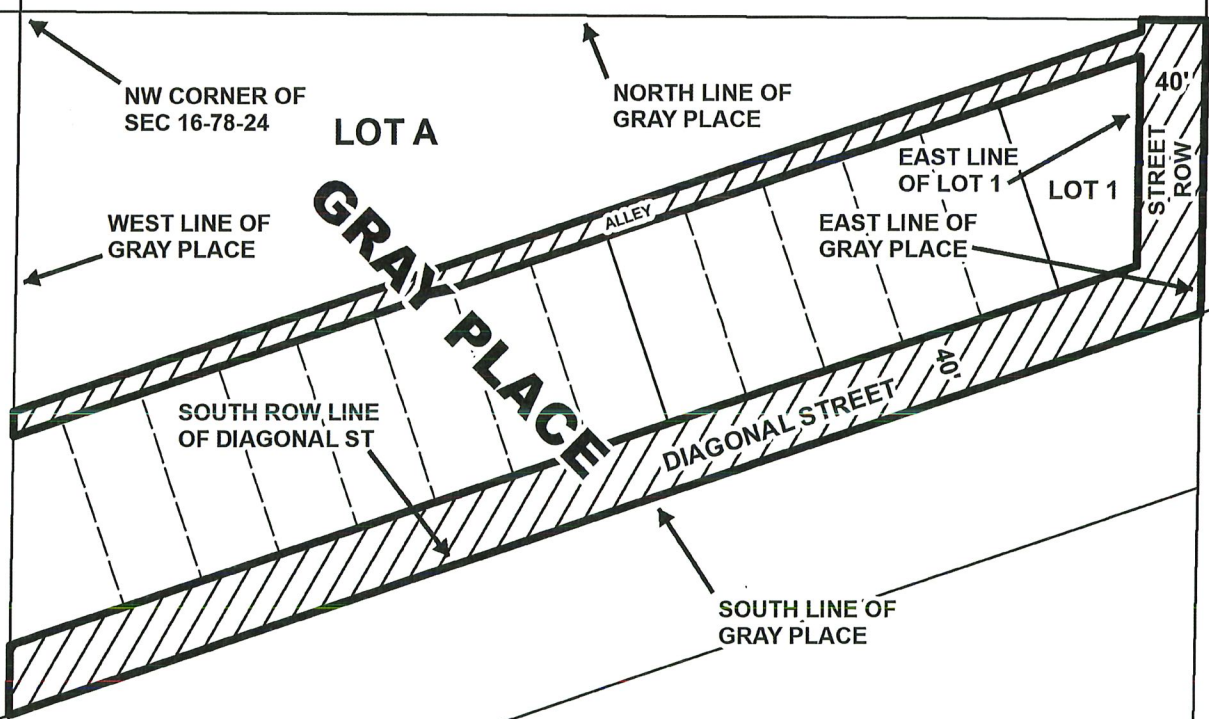 NW CORNER OF
SEC 16-78-24
LOT A
NORTH LINE OF
GRAY PLACE
40'
STREET
ROW
EAST LINE
OF LOT 1
LOT 1
WEST LINE OF
GRAY PLACE
ALLEY
EAST LINE OF
GRAY PLACE
GRAY PLACE
SOUTH ROW LINE
OF DIAGONAL ST
40'
DIAGONAL STREET
SOUTH LINE OF
GRAY PLACE